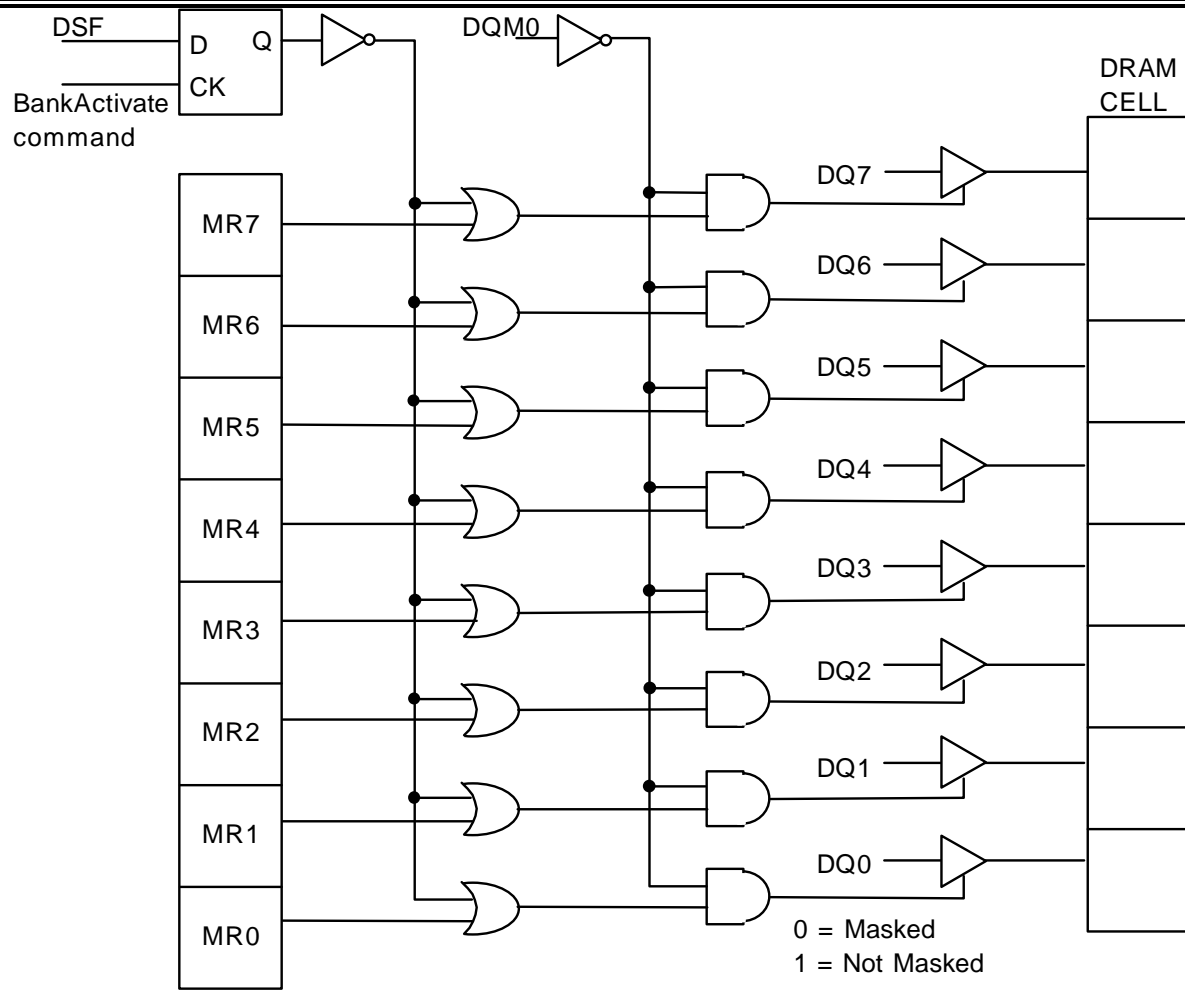 DSF
D Q
CK
BankActivate
command
DQM0
DRAM
CELL
MR7
MR6
MR5
MR4
MR3
MR2
MR1
MR0
DQ7
DQ6
DQ5
DQ4
DQ3
DQ2
DQ1
DQ0
0 = Masked
1 = Not Masked